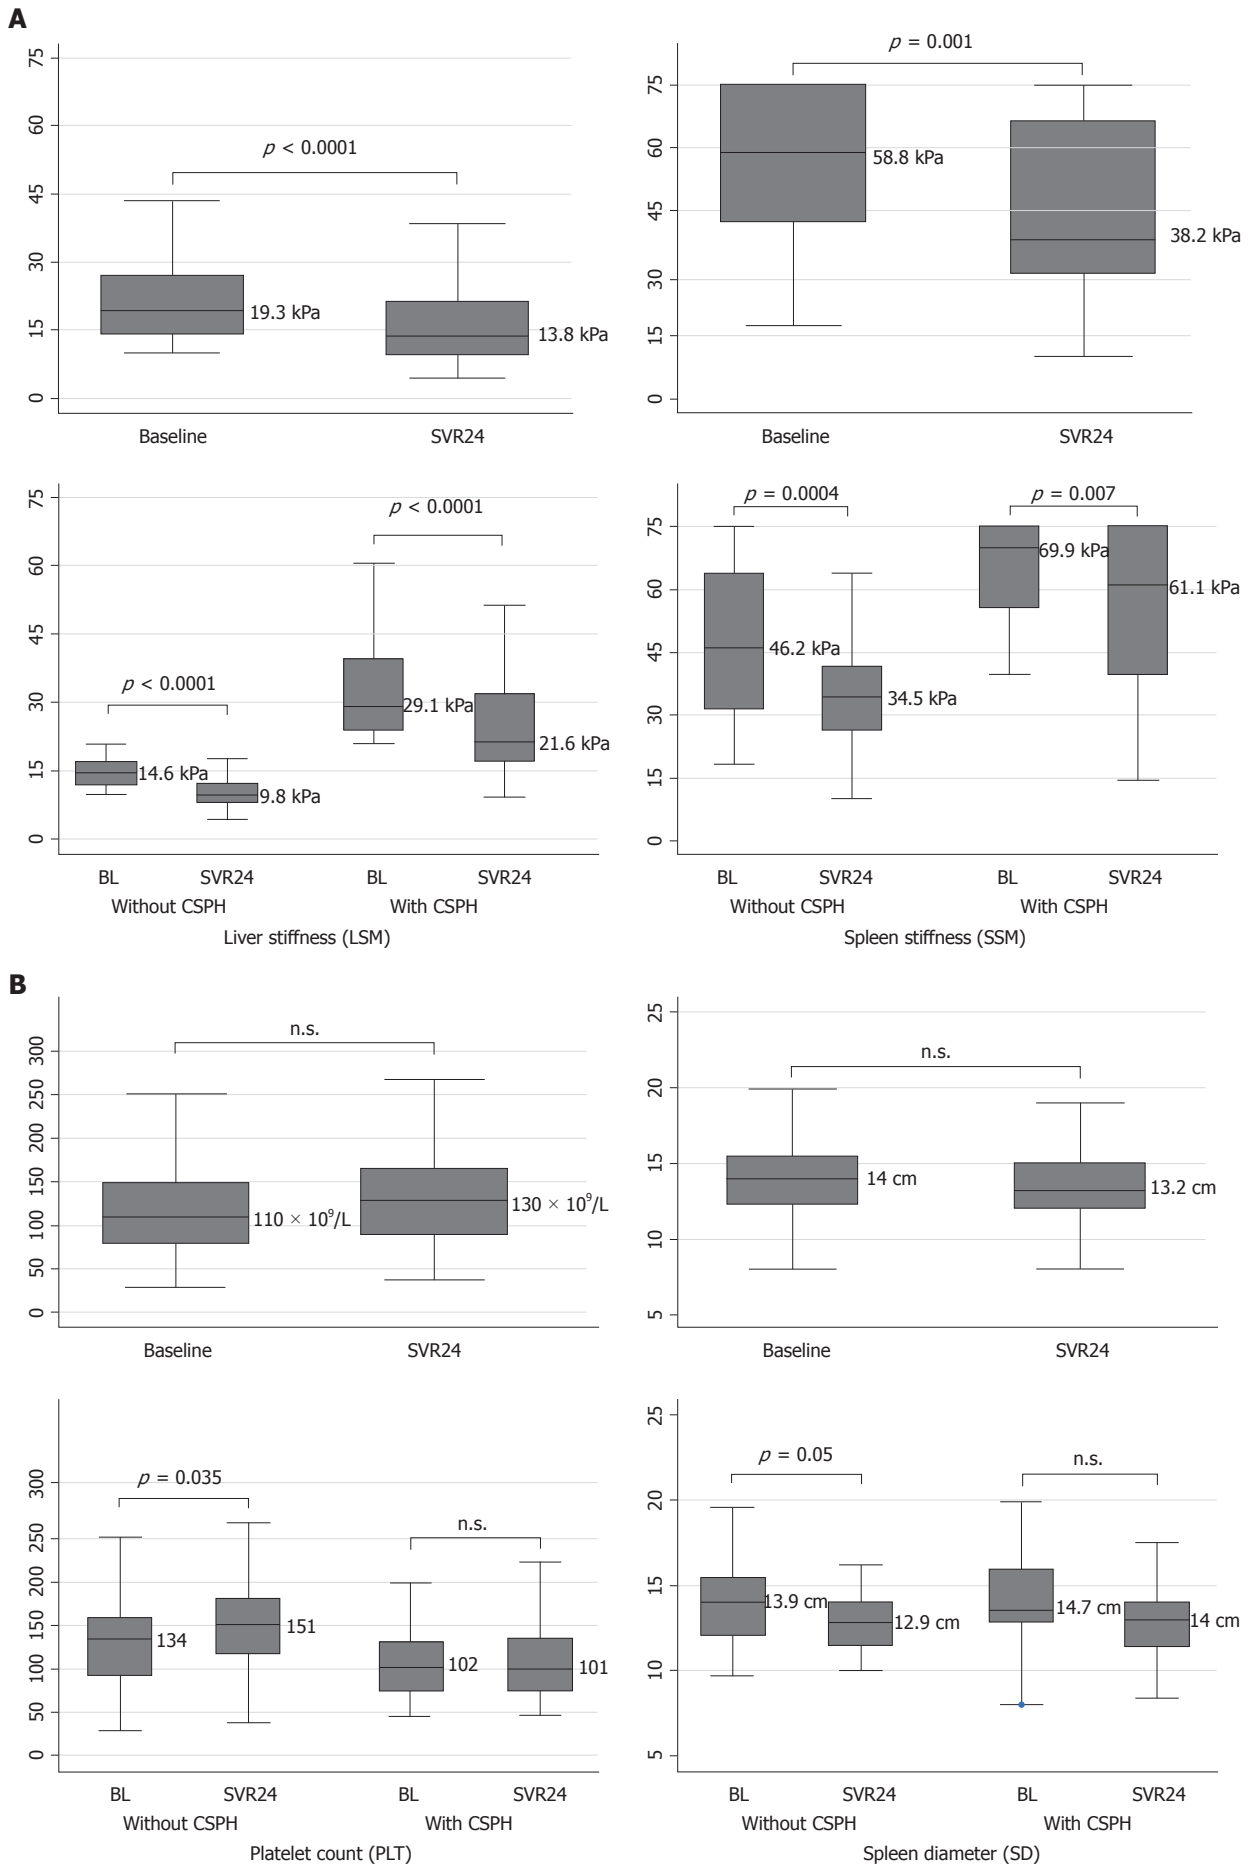 A
75
60
45
30
15
0
p < 0.0001
19.3 kPa
13.8 kPa
Baseline
SVR24
75
60
45
30
15
0
p = 0.001
58.8 kPa
38.2 kPa
Baseline
SVR24
75
60
45
30
15
0
p < 0.0001
p < 0.0001
14.6 kPa
9.8 kPa
29.1 kPa
21.6 kPa
BL
SVR24
BL
SVR24
Without CSPH
With CSPH
Liver stiffness (LSM)
75
60
45
30
15
0
p = 0.0004
p = 0.007
46.2 kPa
34.5 kPa
69.9 kPa
61.1 kPa
BL
SVR24
BL
SVR24
Without CSPH
With CSPH
Spleen stiffness (SSM)
B
300
250
200
150
100
50
0
n.s.
110 × 10⁹/L
130 × 10⁹/L
Baseline
SVR24
25
20
15
10
5
n.s.
14 cm
13.2 cm
Baseline
SVR24
300
250
200
150
100
50
0
p = 0.035
n.s.
134
151
102
101
BL
SVR24
BL
SVR24
Without CSPH
With CSPH
Platelet count (PLT)
25
20
15
10
5
p = 0.05
n.s.
13.9 cm
12.9 cm
14.7 cm
14 cm
BL
SVR24
BL
SVR24
Without CSPH
With CSPH
Spleen diameter (SD)